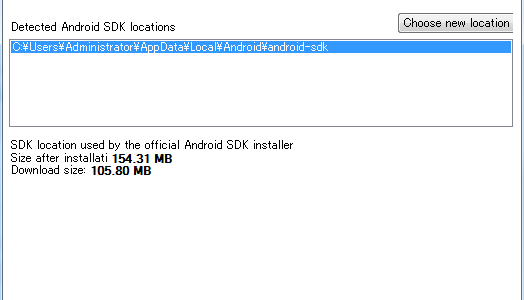 Detected Android SDK locations
Choose new location
C:¥Users¥Administrator¥AppData¥Local¥Android¥android-sdk
SDK location used by the official Android SDK installer
Size after installati 154.31 MB
Download size: 105.80 MB